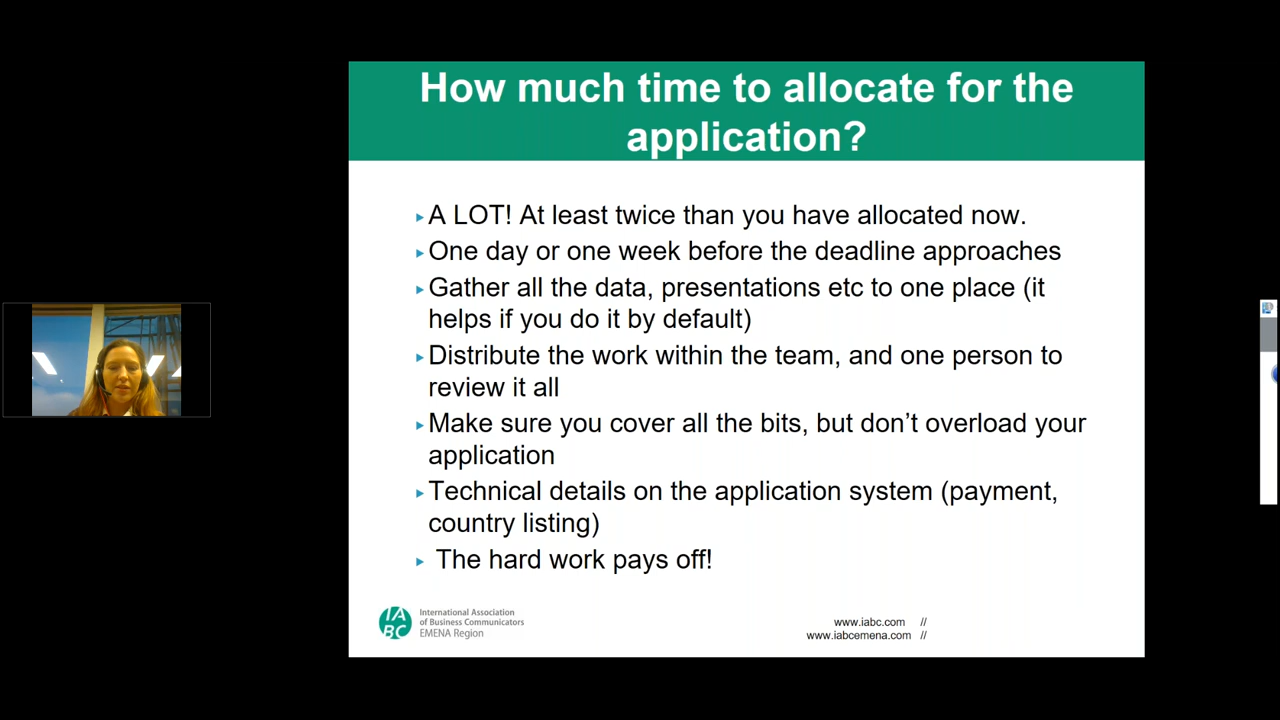 How much time to allocate for the
application?
A LOT! At least twice than you have allocated now.
One day or one week before the deadline approaches
Gather all the data, presentations etc to one place (it
helps if you do it by default)
Distribute the work within the team, and one person to
review it all
Make sure you cover all the bits, but don’t overload your
application
Technical details on the application system (payment,
country listing)
The hard work pays off!
IA
BC
International Association
of Business Communicators
EMENA Region
www.iabc.com //
www.iabcemena.com //